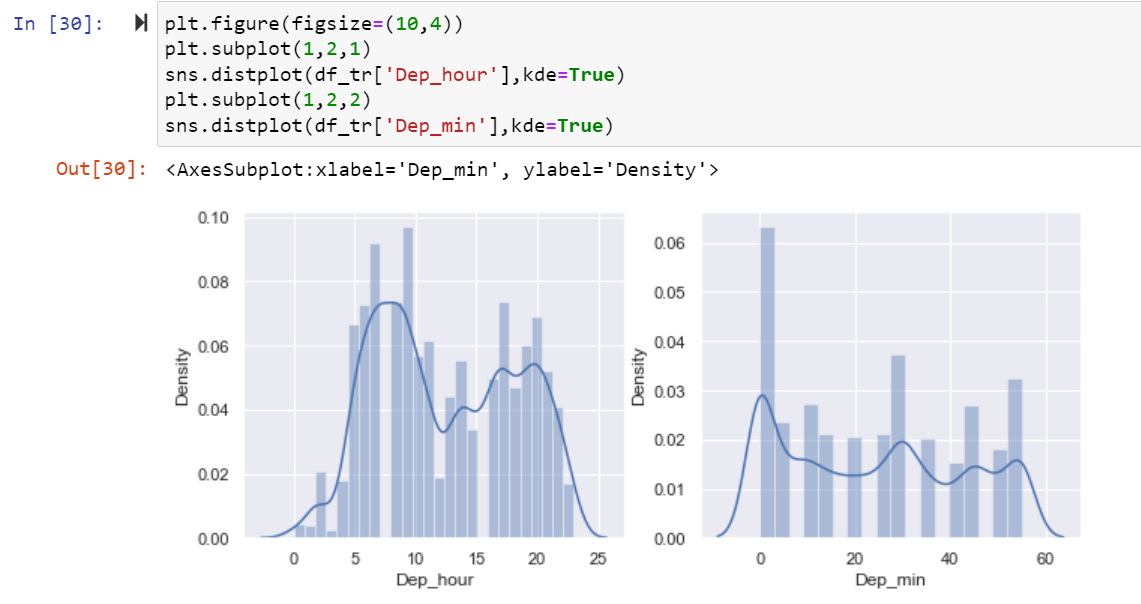 In [30]:
plt.figure(figsize=(10,4))
plt.subplot(1,2,1)
sns.distplot(df_tr['Dep_hour'],kde=True)
plt.subplot(1,2,2)
sns.distplot(df_tr['Dep_min'],kde=True)
Out[30]: <AxesSubplot:xlabel='Dep_min', ylabel='Density'>
0.10
0.08
0.06
0.04
0.02
0.00
Density
0 5 10 15 20 25
Dep_hour
0.06
0.05
0.04
0.03
0.02
0.01
0.00
Density
0 20 40 60
Dep_min